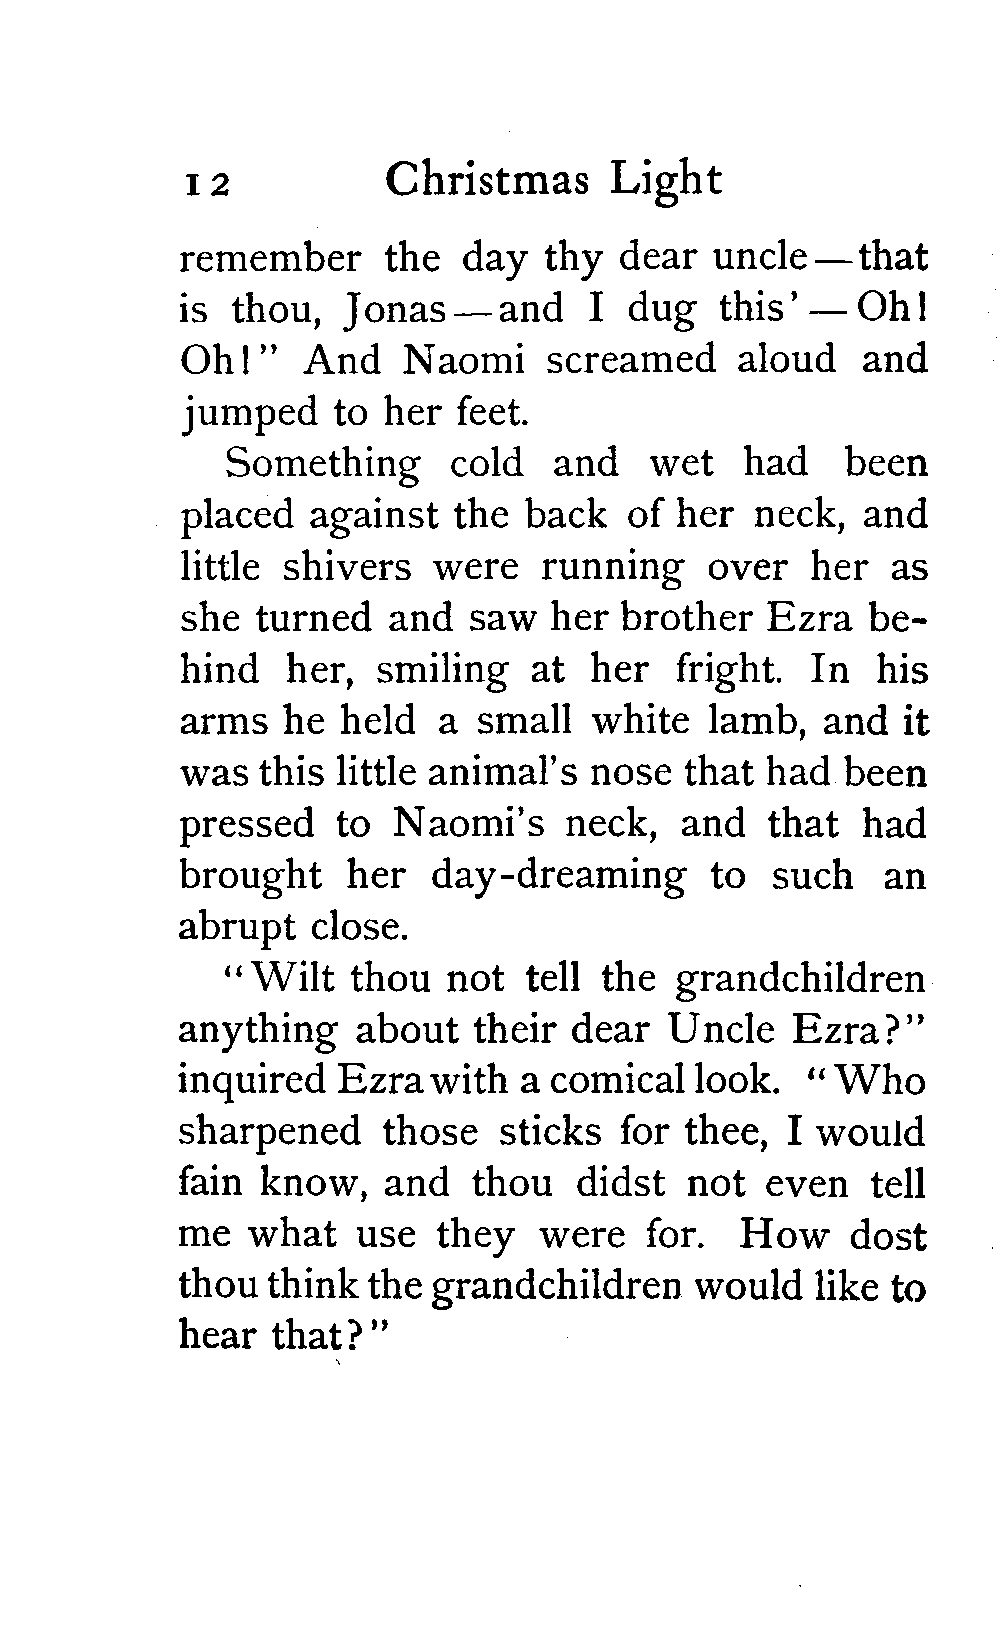 12 Christmas Light
remember the day thy dear uncle—that
is thou, Jonas—and I dug this'—Oh!
Oh!" And Naomi screamed aloud and
jumped to her feet.
Something cold and wet had been
placed against the back of her neck, and
little shivers were running over her as
she turned and saw her brother Ezra be-
hind her, smiling at her fright. In his
arms he held a small white lamb, and it
was this little animal's nose that had been
pressed to Naomi's neck, and that had
brought her day-dreaming to such an
abrupt close.
"Wilt thou not tell the grandchildren
anything about their dear Uncle Ezra?"
inquired Ezra with a comical look. "Who
sharpened those sticks for thee, I would
fain know, and thou didst not even tell
me what use they were for. How dost
thou think the grandchildren would like to
hear that?"